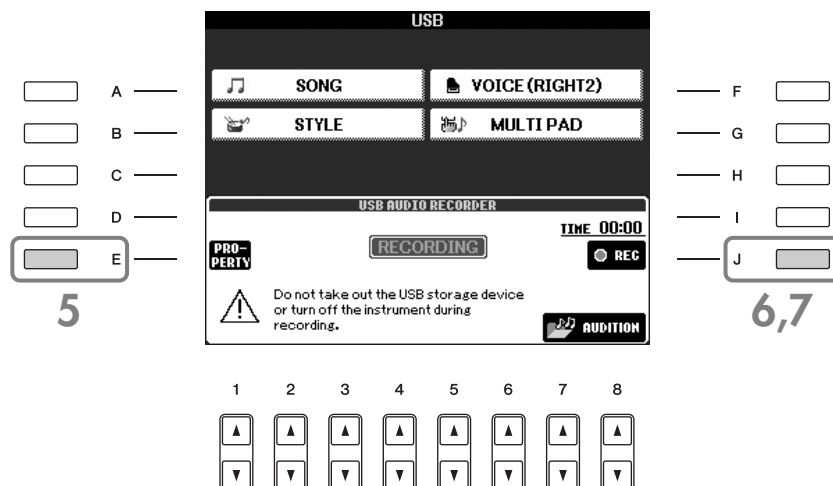 USB
A
SONG
VOICE (RIGHT2)
F
B
STYLE
MULTI PAD
G
C
H
D
I
USB AUDIO RECORDER
TIME 00:00
E
PRO-
PERTY
RECORDING
REC
J
5
Do not take out the USB storage device
or turn off the instrument during
recording.
AUDITION
6,7
1 2 3 4 5 6 7 8